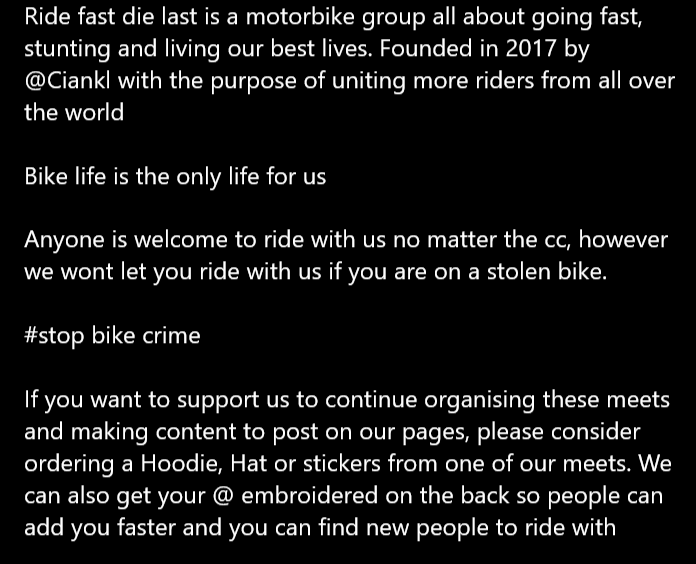 Ride fast die last is a motorbike group all about going fast,
stunting and living our best lives. Founded in 2017 by
@Ciankl with the purpose of uniting more riders from all over
the world
Bike life is the only life for us
Anyone is welcome to ride with us no matter the cc, however
we wont let you ride with us if you are on a stolen bike.
#stop bike crime
If you want to support us to continue organising these meets
and making content to post on our pages, please consider
ordering a Hoodie, Hat or stickers from one of our meets. We
can also get your @ embroidered on the back so people can
add you faster and you can find new people to ride with